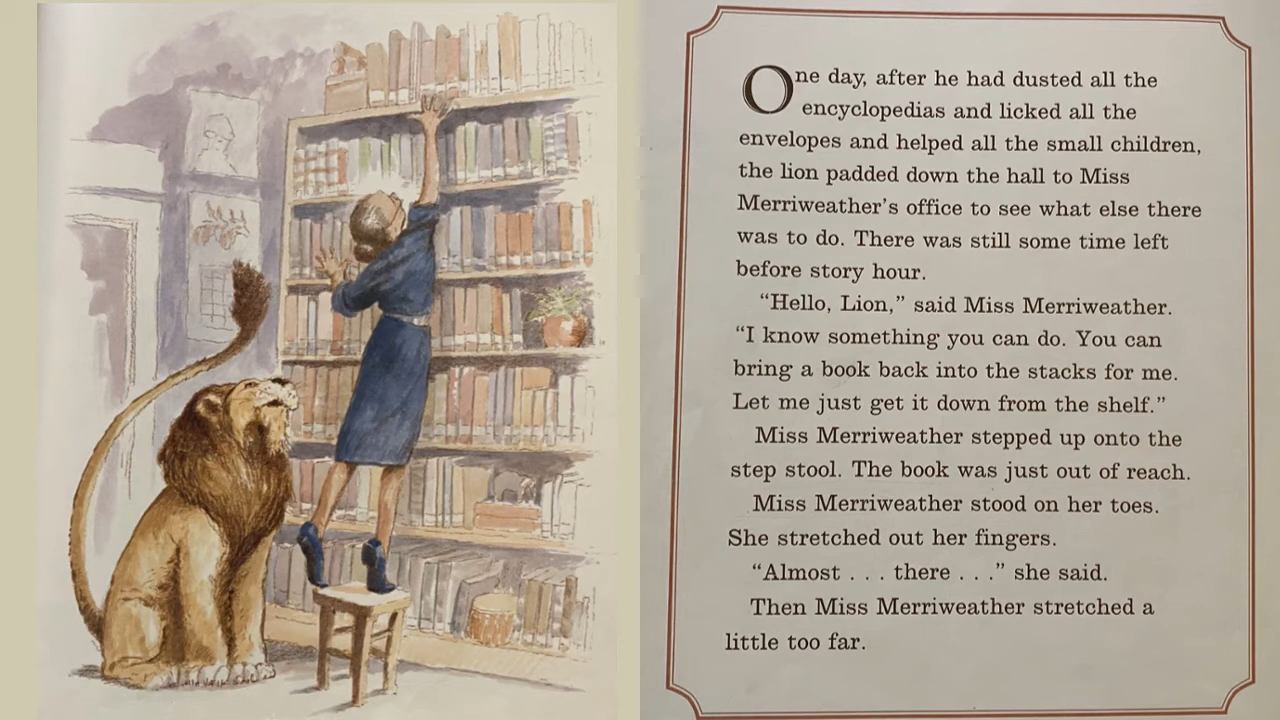 One day, after he had dusted all the
encyclopedias and licked all the
envelopes and helped all the small children,
the lion padded down the hall to Miss
Merriweather’s office to see what else there
was to do. There was still some time left
before story hour.
“Hello, Lion,” said Miss Merriweather.
“I know something you can do. You can
bring a book back into the stacks for me.
Let me just get it down from the shelf.”
Miss Merriweather stepped up onto the
step stool. The book was just out of reach.
Miss Merriweather stood on her toes.
She stretched out her fingers.
“Almost . . . there . . .” she said.
Then Miss Merriweather stretched a
little too far.